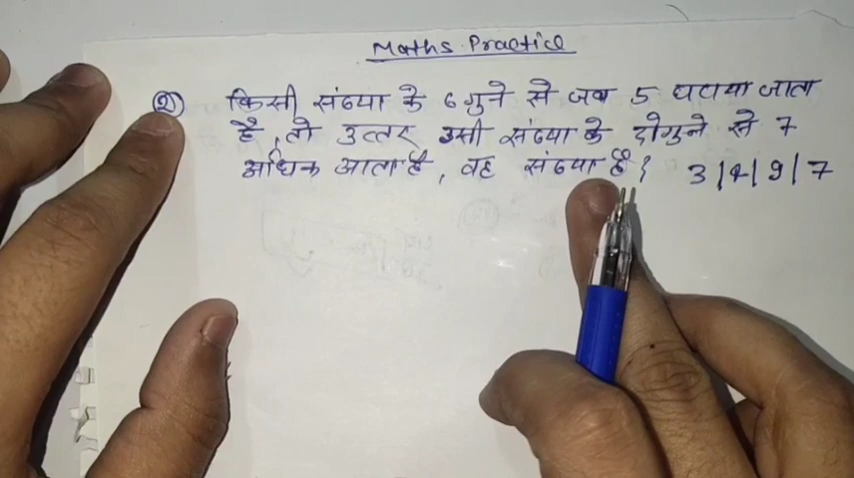 Maths Practice
② किसी संख्या के 6 गुने से जब 5 घटाया जाता
है, तो उत्तर उसी संख्या के दोगुने से 7
अधिक आता है, वह संख्या है? 3/4/9/7